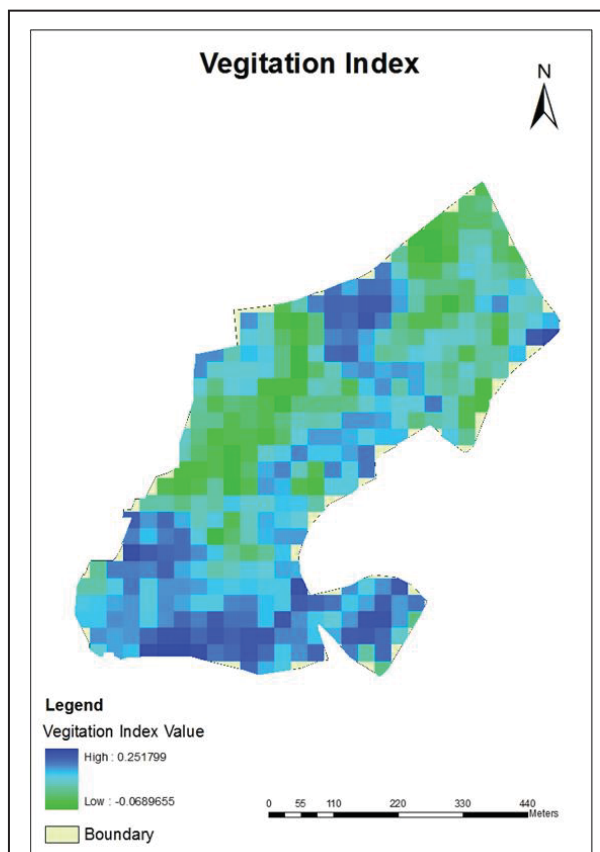 Vegitation Index
N
Legend
Vegitation Index Value
High : 0.251799
Low : -0.0689655
Boundary
0 55 110 220 330 440
Meters